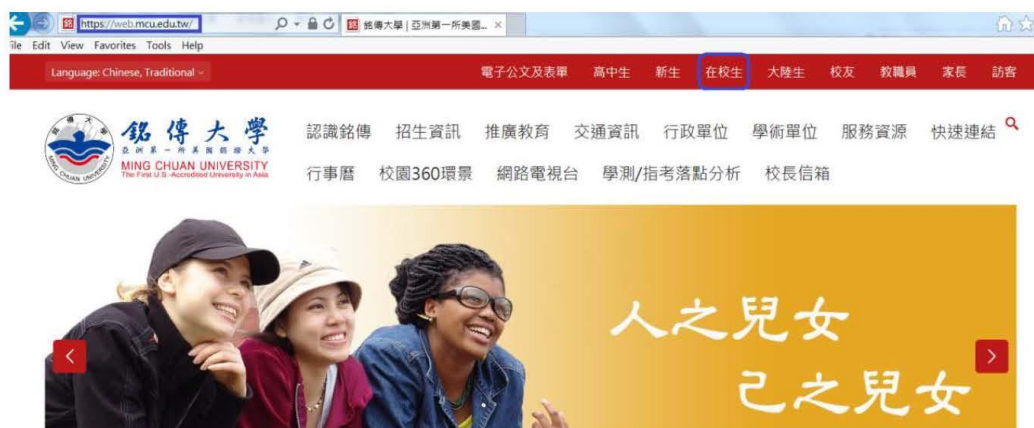 https://web.mcu.edu.tw/
銘傳大學 | 亞洲第一所美國... ×
ile Edit View Favorites Tools Help
Language: Chinese, Traditional
電子公文及表單 高中生 新生 在校生 大陸生 校友 教職員 家長 訪客
銘傳大學
亞洲第一所美國認證大學
MING CHUAN UNIVERSITY
The First U.S.-Accredited University in Asia
認識銘傳 招生資訊 推廣教育 交通資訊 行政單位 學術單位 服務資源 快速連結
行事曆 校園360環景 網路電視台 學測/指考落點分析 校長信箱
人之兒女
己之兒女